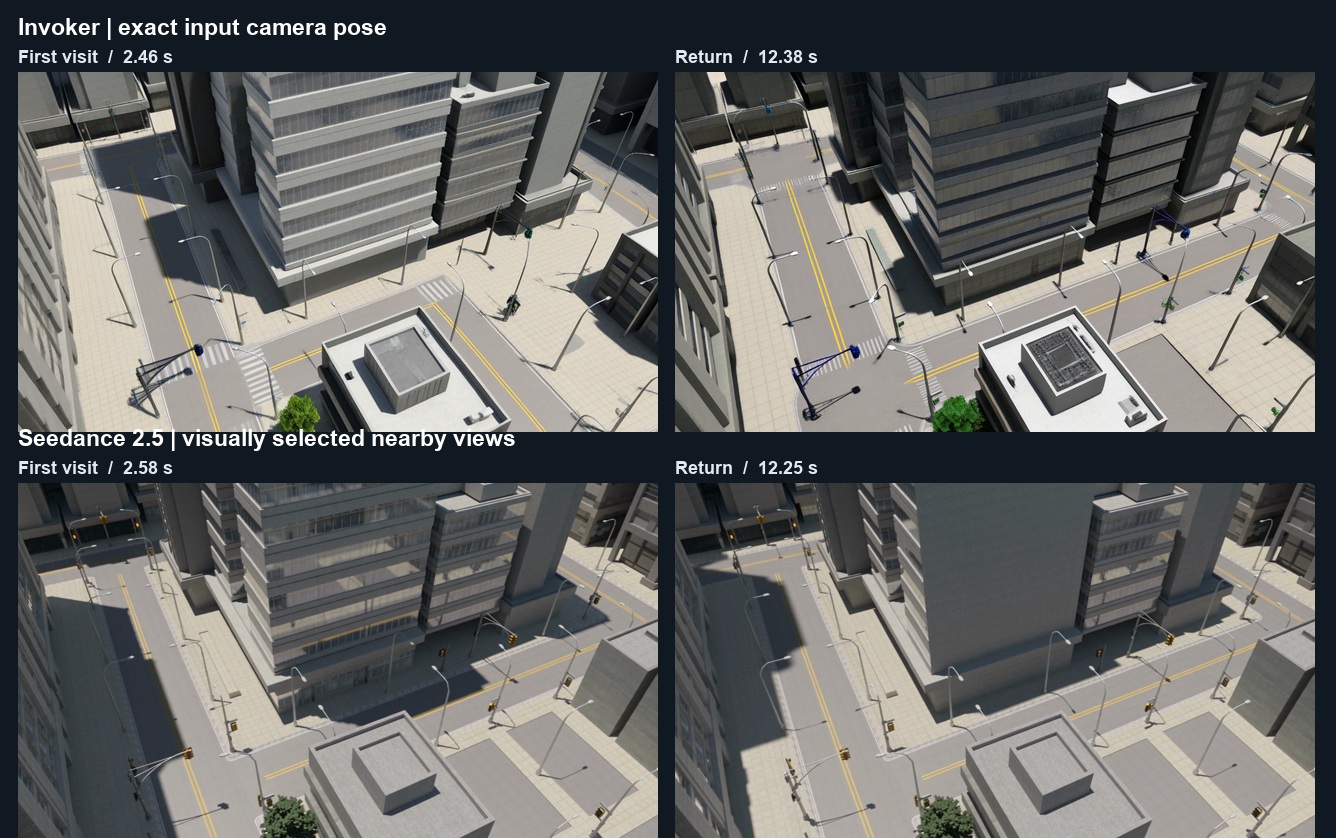 Invoker | exact input camera pose
First visit / 2.46 s
Return / 12.38 s
Seedance 2.5 | visually selected nearby views
First visit / 2.58 s
Return / 12.25 s